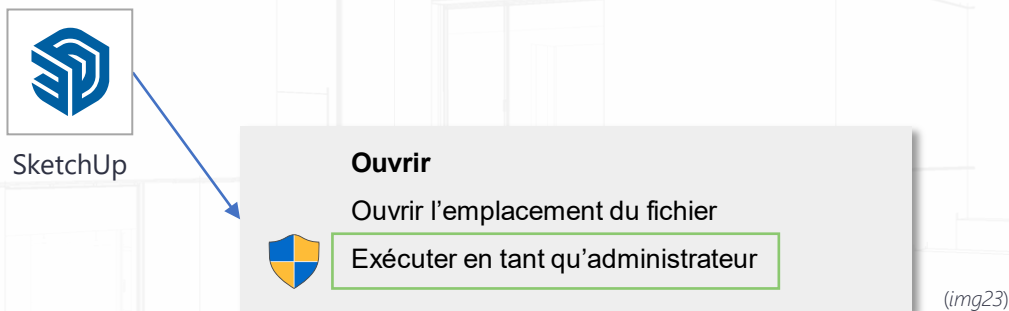 SketchUp
Ouvrir
Ouvrir l’emplacement du fichier
Exécuter en tant qu’administrateur
(img23)